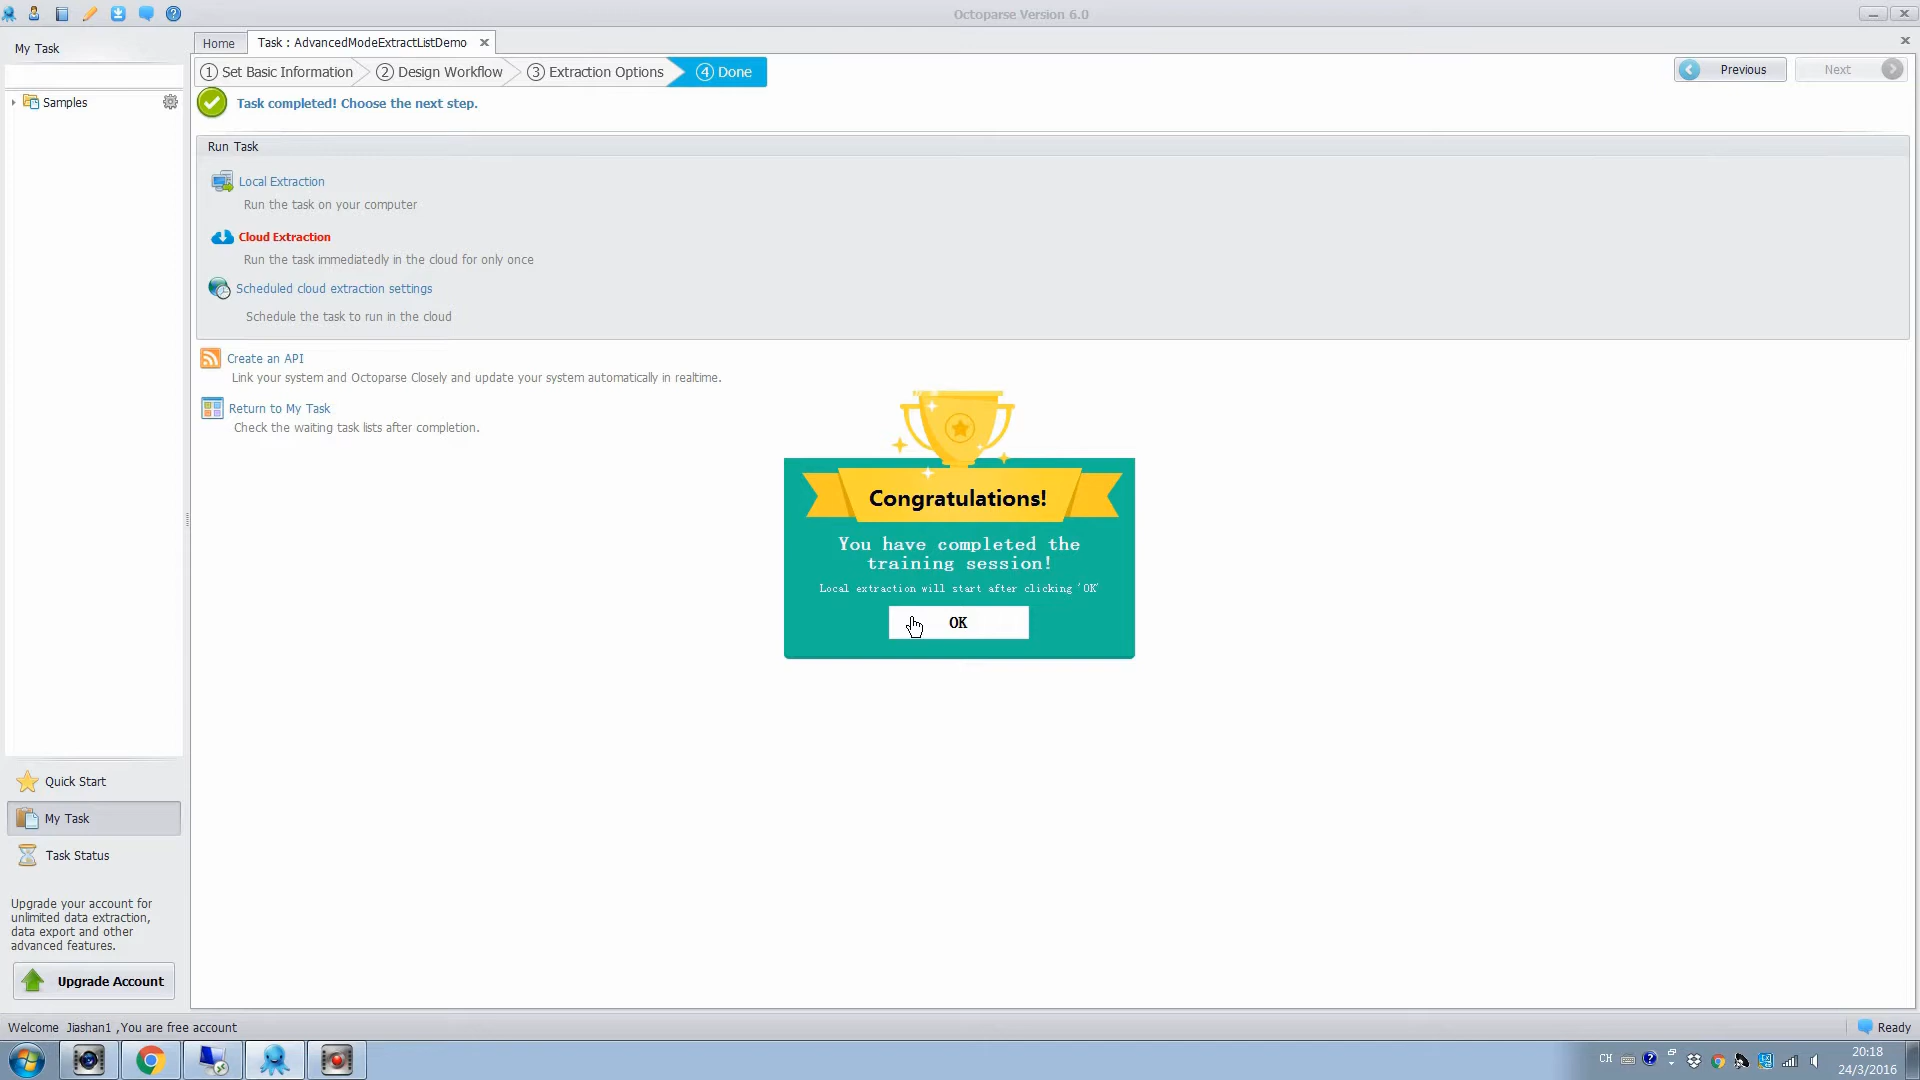 Octoparse Version 6.0
My Task
Home
Task : AdvancedModeExtractListDemo
1 Set Basic Information
2 Design Workflow
3 Extraction Options
4 Done
Previous
Next
Samples
Task completed! Choose the next step.
Run Task
Local Extraction
Run the task on your computer
Cloud Extraction
Run the task immediatedly in the cloud for only once
Scheduled cloud extraction settings
Schedule the task to run in the cloud
Create an API
Link your system and Octoparse Closely and update your system automatically in realtime.
Return to My Task
Check the waiting task lists after completion.
Congratulations!
You have completed the
training session!
Local extraction will start after clicking 'OK'
OK
Quick Start
My Task
Task Status
Upgrade your account for
unlimited data extraction,
data export and other
advanced features.
Upgrade Account
Welcome Jiashan1 ,You are free account
Ready
CH
20:18
24/3/2016